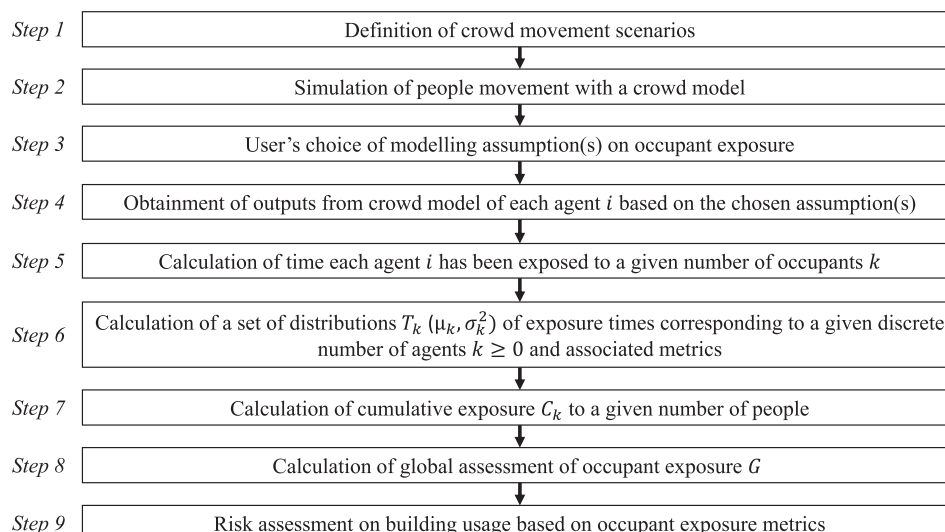 Step 1 Definition of crowd movement scenarios
Step 2 Simulation of people movement with a crowd model
Step 3 User's choice of modelling assumption(s) on occupant exposure
Step 4 Obtainment of outputs from crowd model of each agent i based on the chosen assumption(s)
Step 5 Calculation of time each agent i has been exposed to a given number of occupants k
Step 6 Calculation of a set of distributions Tₖ (μₖ, σₖ²) of exposure times corresponding to a given discrete
number of agents k ≥ 0 and associated metrics
Step 7 Calculation of cumulative exposure Cₖ to a given number of people
Step 8 Calculation of global assessment of occupant exposure G
Step 9 Risk assessment on building usage based on occupant exposure metrics